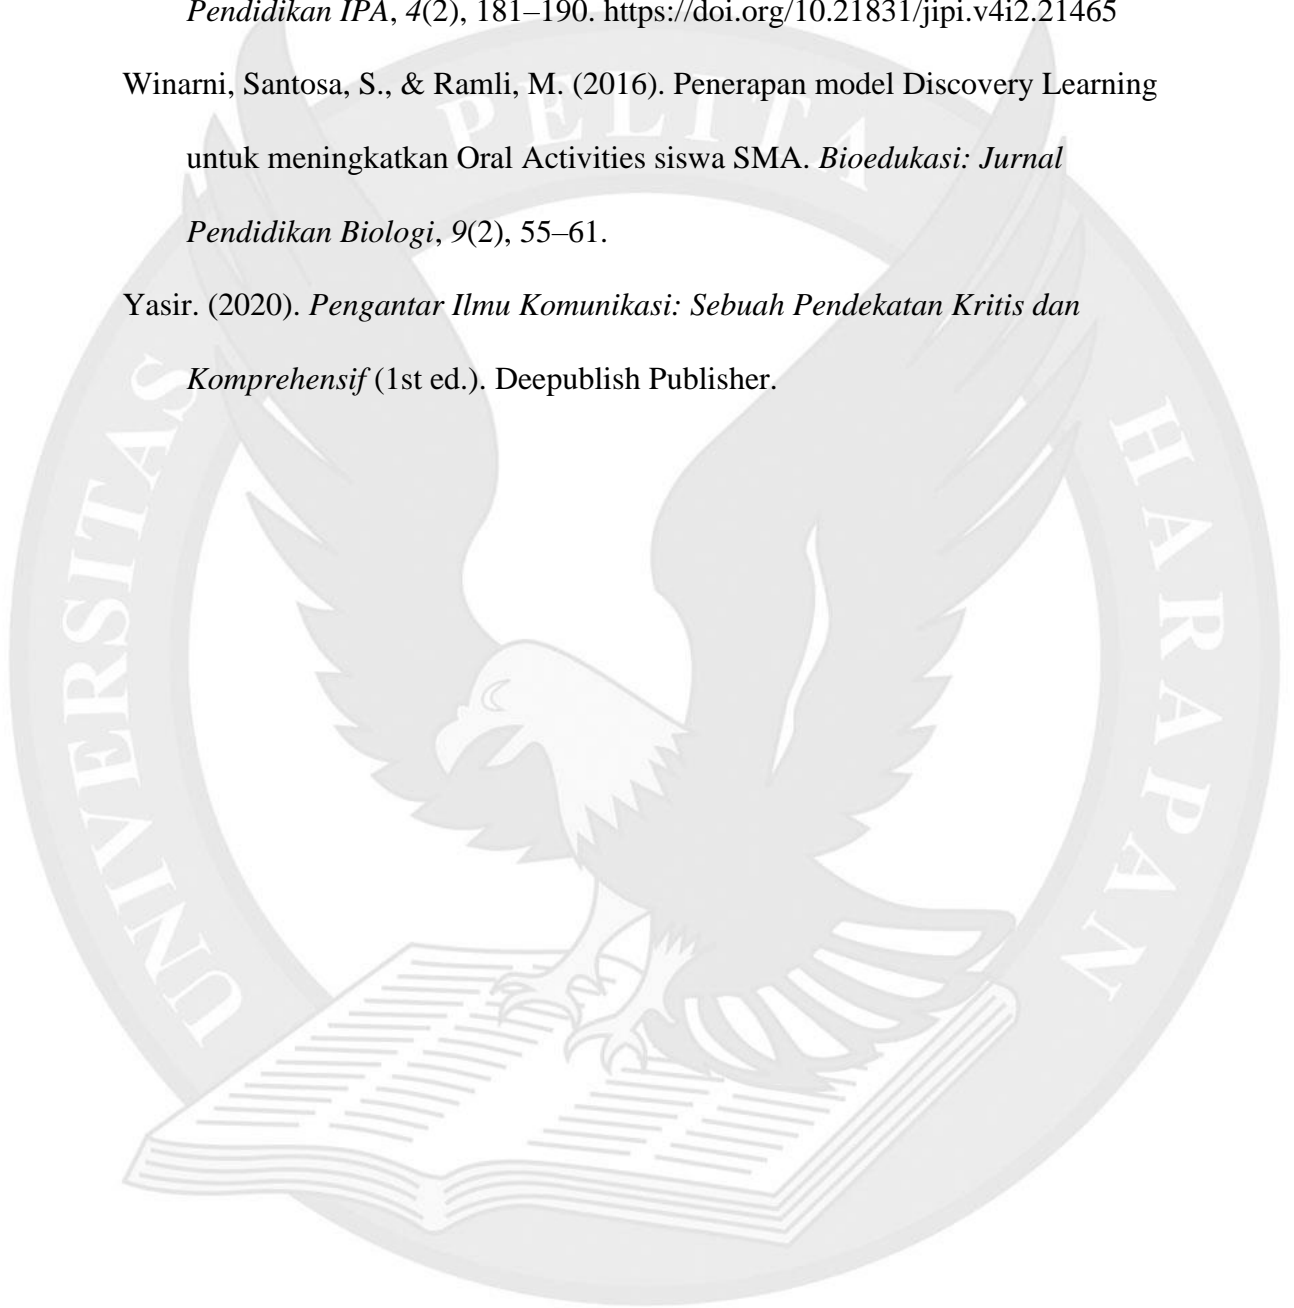 Pendidikan IPA, 4(2), 181–190. https://doi.org/10.21831/jipi.v4i2.21465
Winarni, Santosa, S., & Ramli, M. (2016). Penerapan model Discovery Learning
untuk meningkatkan Oral Activities siswa SMA. Bioedukasi: Jurnal
Pendidikan Biologi, 9(2), 55–61.
Yasir. (2020). Pengantar Ilmu Komunikasi: Sebuah Pendekatan Kritis dan
Komprehensif (1st ed.). Deepublish Publisher.
UNIVERSITAS
PELITA
HARAPAN